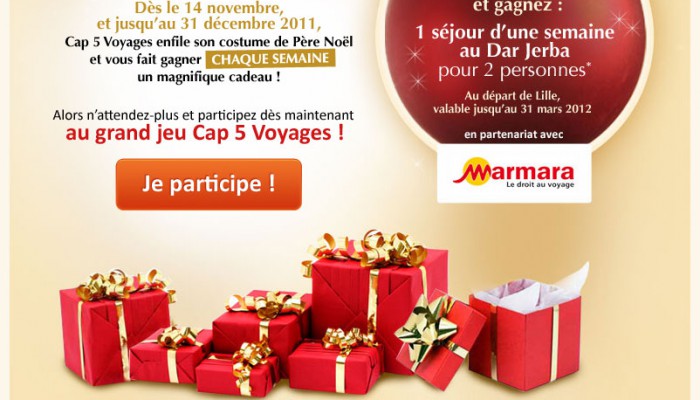 Dès le 14 novembre,
et jusqu'au 31 décembre 2011,
Cap 5 Voyages enfile son costume de Père Noël
et vous fait gagner CHAQUE SEMAINE
un magnifique cadeau !
Alors n'attendez-plus et participez dès maintenant
au grand jeu Cap 5 Voyages !
Je participe !
et gagnez :
1 séjour d'une semaine
au Dar Jerba
pour 2 personnes*
Au départ de Lille,
valable jusqu'au 31 mars 2012
en partenariat avec
Marmara
Le droit au voyage